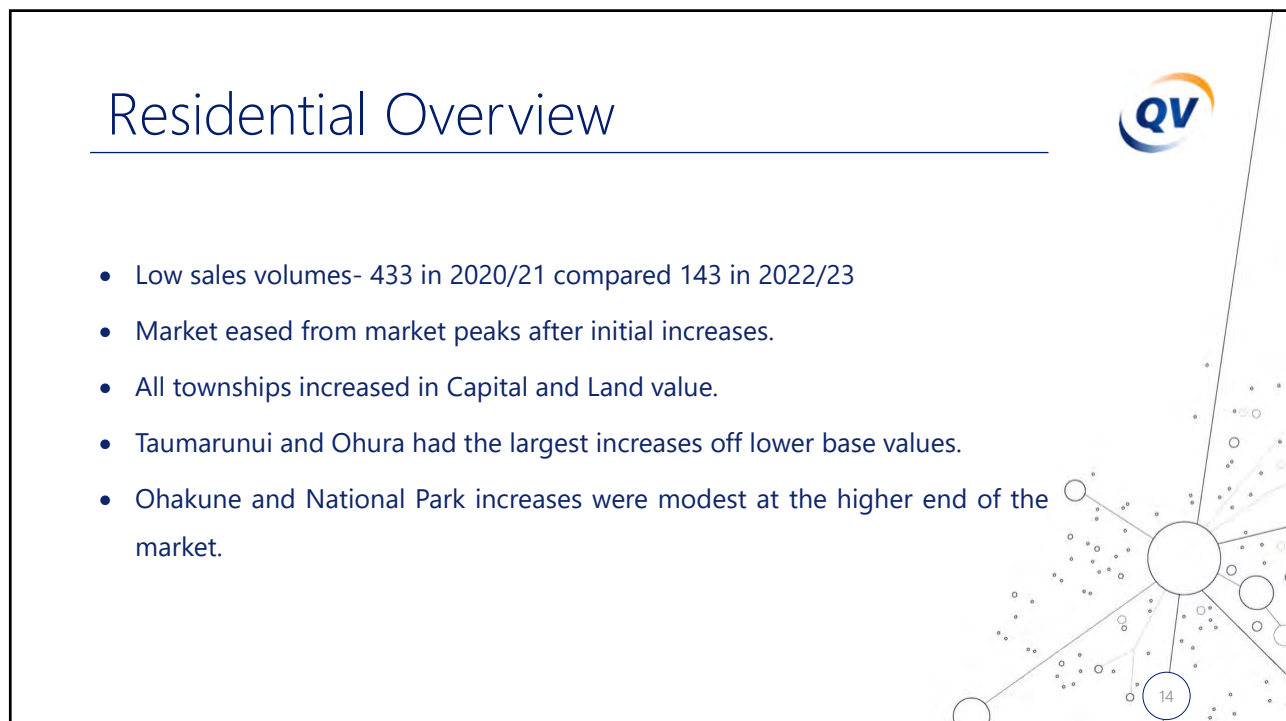 Residential Overview
QV
• Low sales volumes- 433 in 2020/21 compared 143 in 2022/23
• Market eased from market peaks after initial increases.
• All townships increased in Capital and Land value.
• Taumarunui and Ohura had the largest increases off lower base values.
• Ohakune and National Park increases were modest at the higher end of the
market.
14